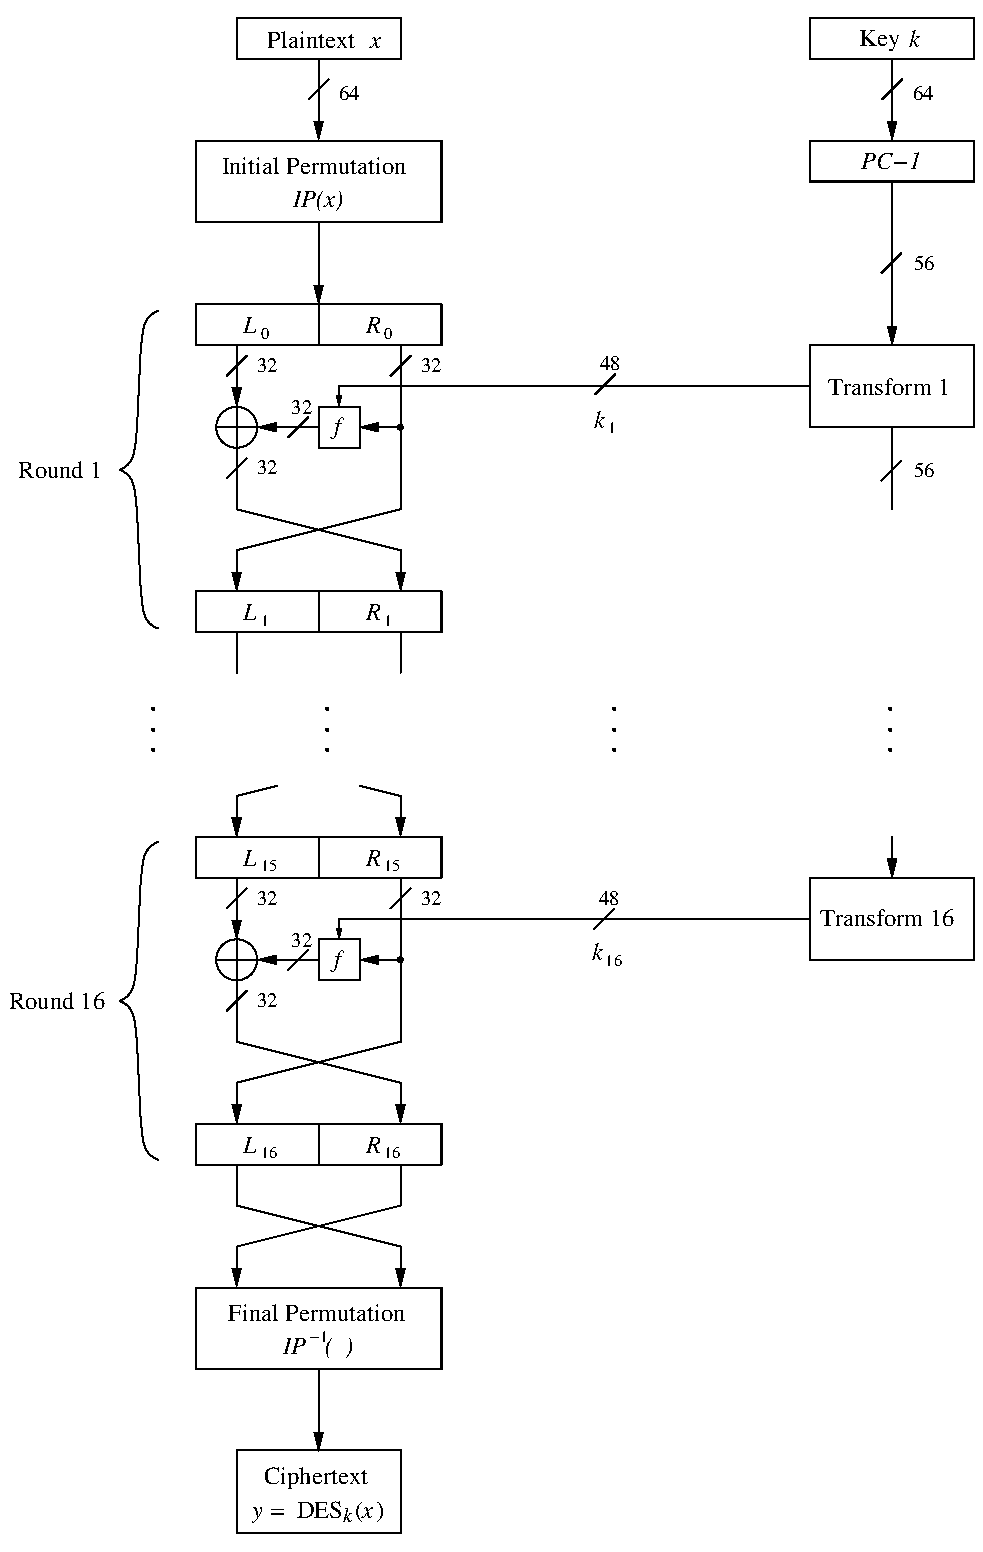 Plaintext x
Key k
64
64
Initial Permutation
IP(x)
PC−1
56
L0
R0
32
32
48
Transform 1
32
f
k1
Round 1
32
56
L1
R1
L15
R15
32
32
48
Transform 16
32
f
k16
Round 16
32
L16
R16
Final Permutation
IP−1( )
Ciphertext
y = DESk(x)